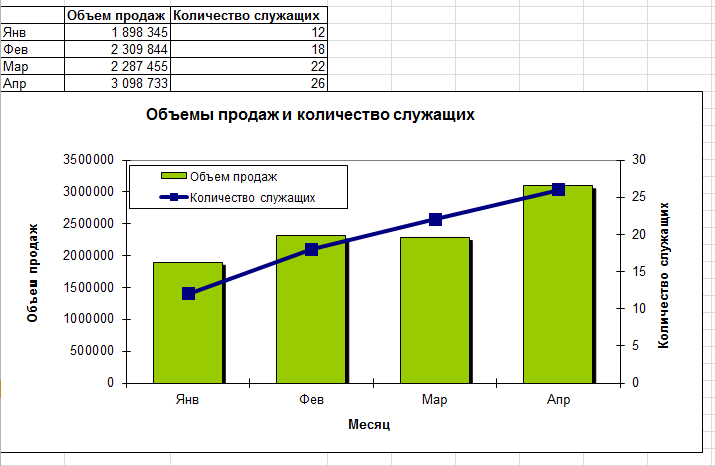 Объем продаж Количество служащих
Янв 1 898 345 12
Фев 2 309 844 18
Мар 2 287 455 22
Апр 3 098 733 26
Объемы продаж и количество служащих
Объем продаж
Количество служащих
3500000
3000000
2500000
2000000
1500000
1000000
500000
0
Объем продаж
30
25
20
15
10
5
0
Количество служащих
Янв Фев Мар Апр
Месяц